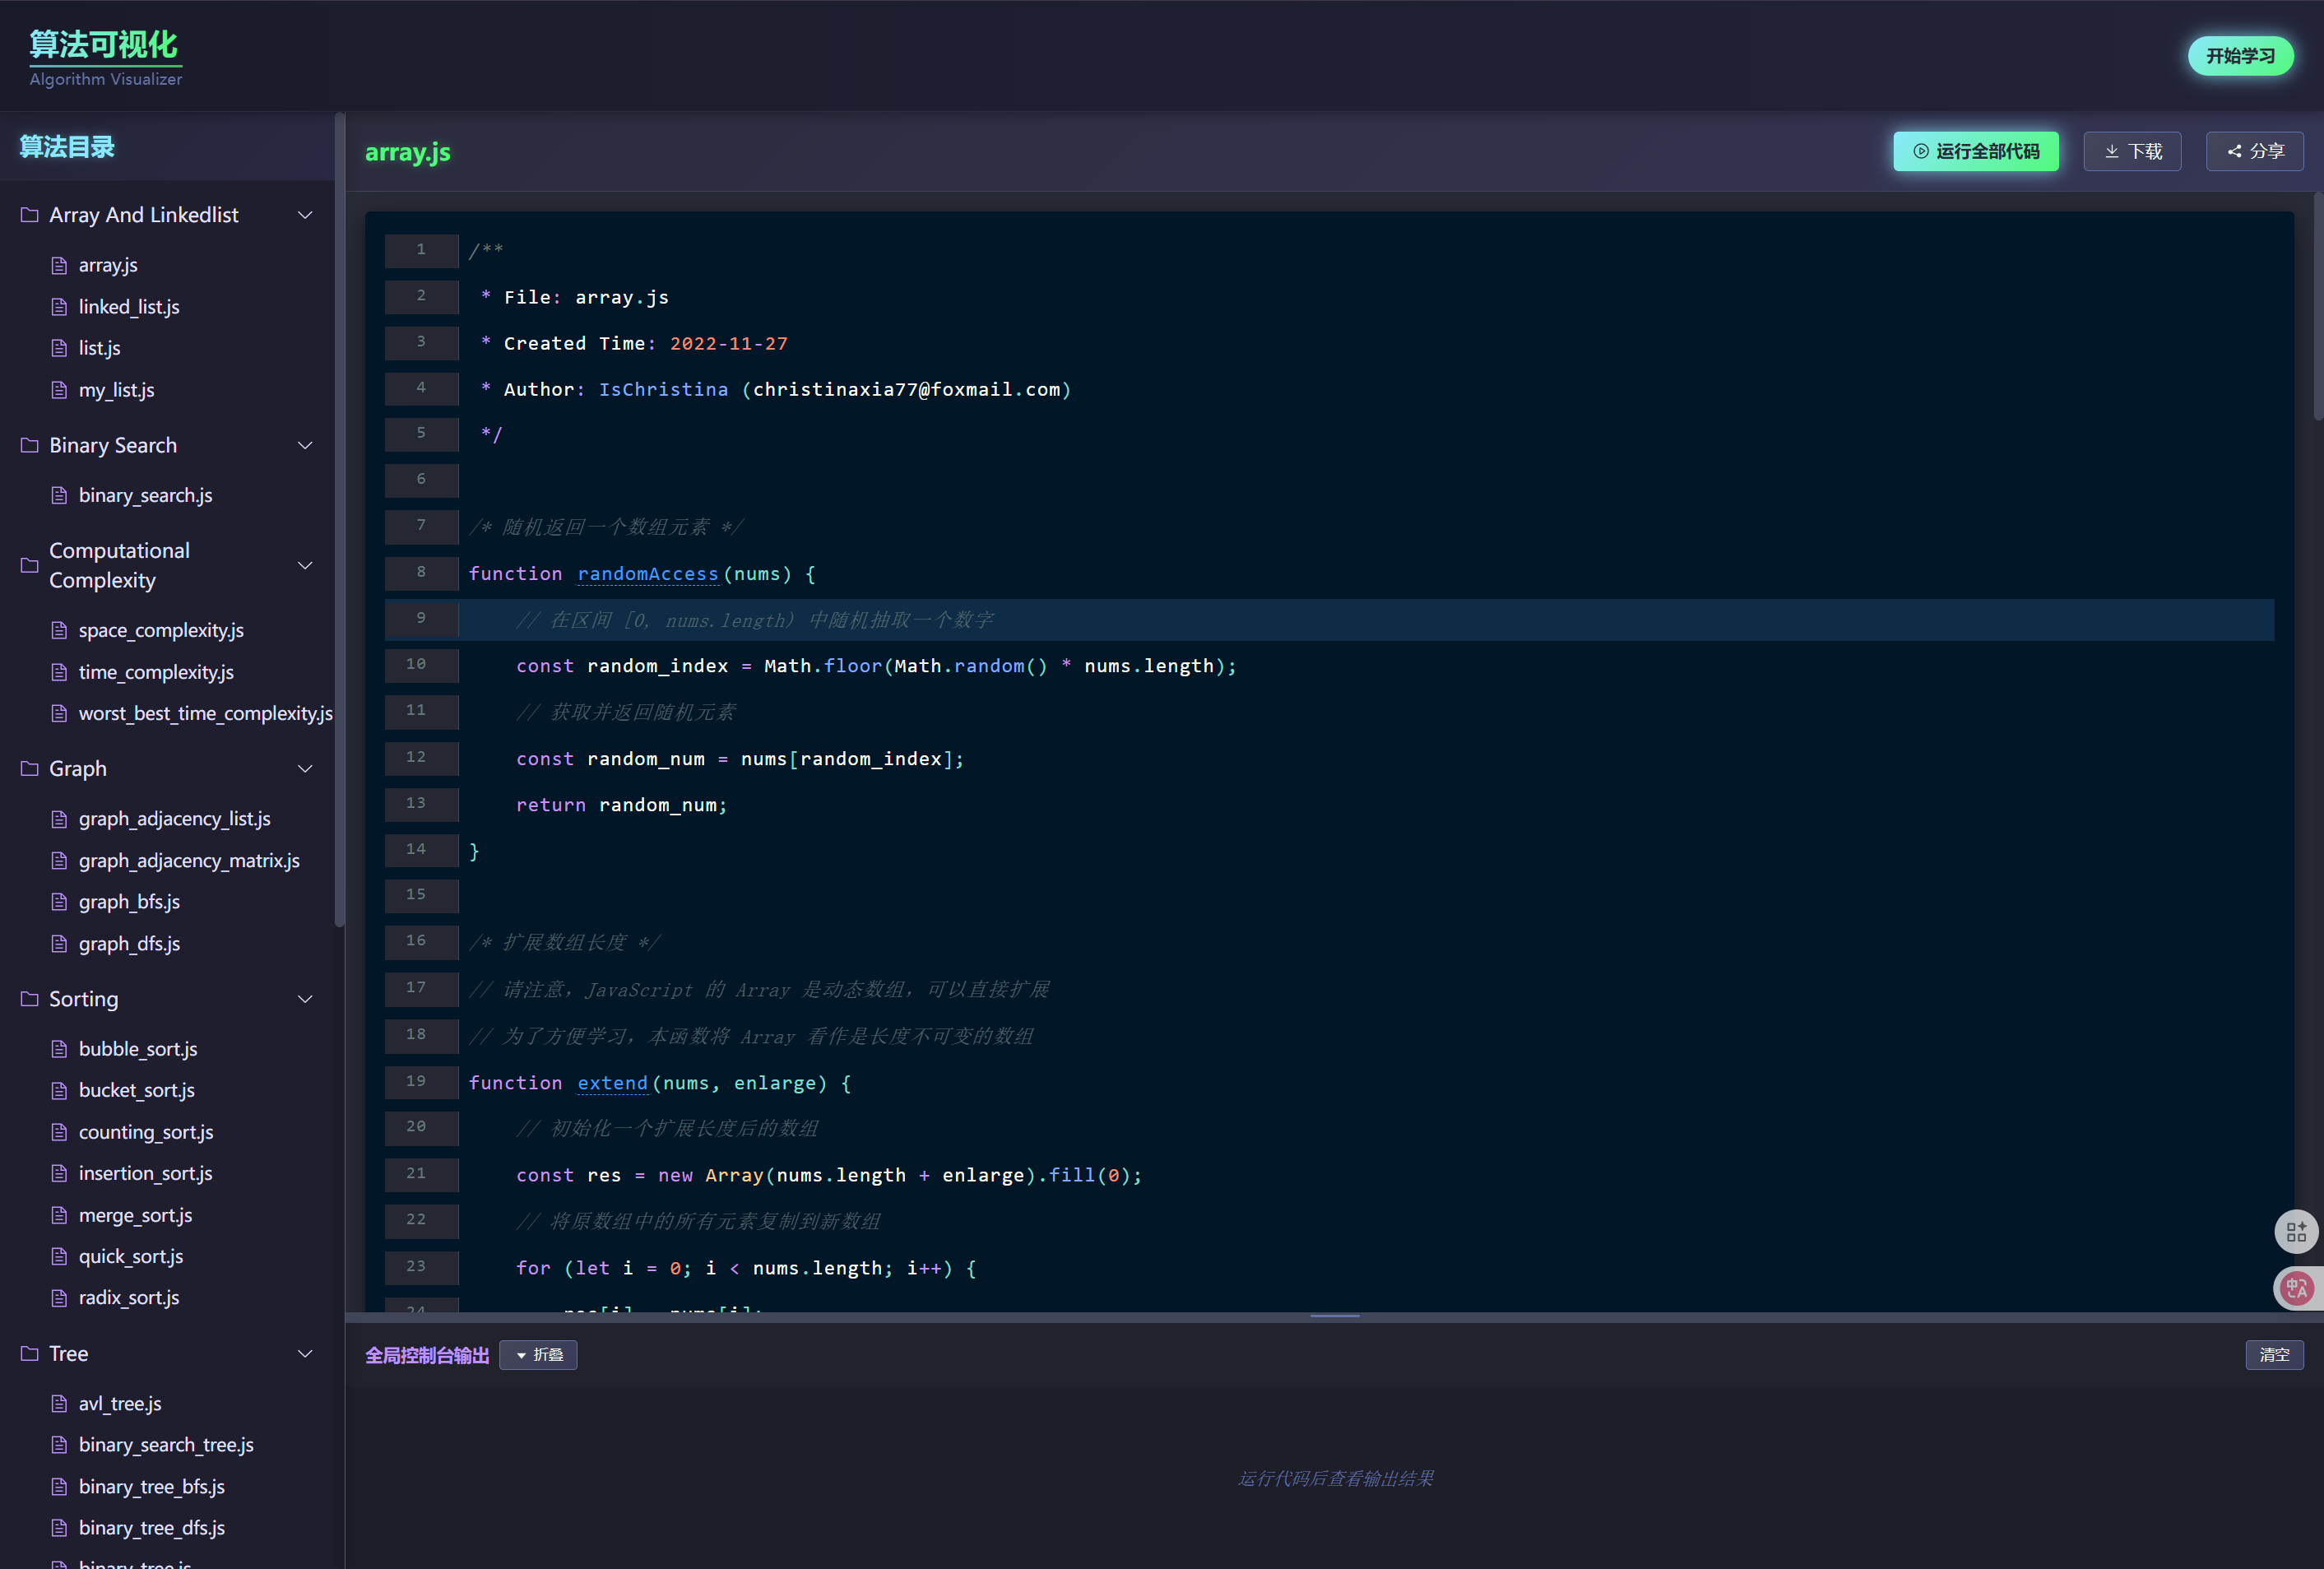 算法可视化
Algorithm Visualizer
开始学习
算法目录
Array And Linkedlist
array.js
linked_list.js
list.js
my_list.js
Binary Search
binary_search.js
Computational
Complexity
space_complexity.js
time_complexity.js
worst_best_time_complexity.js
Graph
graph_adjacency_list.js
graph_adjacency_matrix.js
graph_bfs.js
graph_dfs.js
Sorting
bubble_sort.js
bucket_sort.js
counting_sort.js
insertion_sort.js
merge_sort.js
quick_sort.js
radix_sort.js
Tree
avl_tree.js
binary_search_tree.js
binary_tree_bfs.js
binary_tree_dfs.js
binary_tree.js
array.js
运行全部代码
下载
分享
1 /**
2  * File: array.js
3  * Created Time: 2022-11-27
4  * Author: IsChristina (christinaxia77@foxmail.com)
5  */
6
7 /* 随机返回一个数组元素 */
8 function randomAccess(nums) {
9     // 在区间 [0, nums.length) 中随机抽取一个数字
10     const random_index = Math.floor(Math.random() * nums.length);
11     // 获取并返回随机元素
12     const random_num = nums[random_index];
13     return random_num;
14 }
15
16 /* 扩展数组长度 */
17 // 请注意，JavaScript 的 Array 是动态数组，可以直接扩展
18 // 为了方便学习，本函数将 Array 看作是长度不可变的数组
19 function extend(nums, enlarge) {
20     // 初始化一个扩展长度后的数组
21     const res = new Array(nums.length + enlarge).fill(0);
22     // 将原数组中的所有元素复制到新数组
23     for (let i = 0; i < nums.length; i++) {
24         res[i] = nums[i];
中A
全局控制台输出
折叠
清空
运行代码后查看输出结果